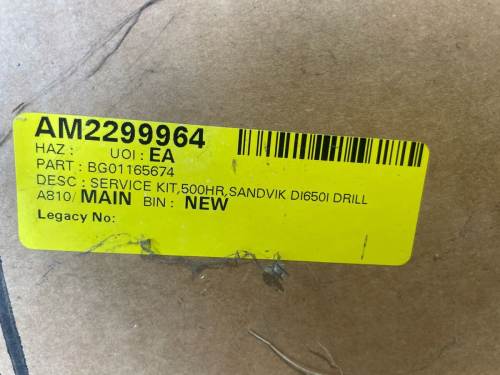 AM2299964
HAZ : UOI : EA
PART : BG01165674
DESC : SERVICE KIT,500HR,SANDVIK DI650I DRILL
A810/ MAIN BIN : NEW
Legacy No: